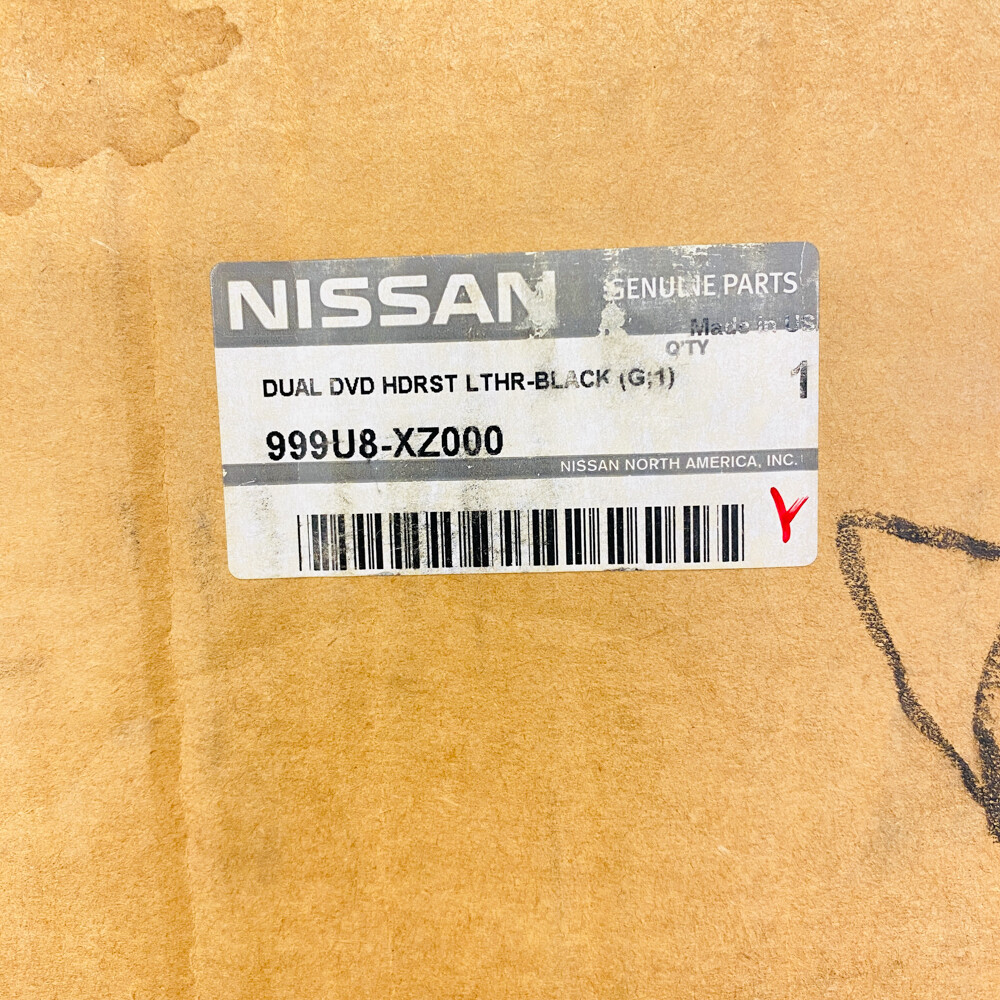 NISSAN GENUINE PARTS
Made in US
Q'TY
DUAL DVD HDRST LTHR-BLACK (G;1) 1
999U8-XZ000
NISSAN NORTH AMERICA, INC.
Y